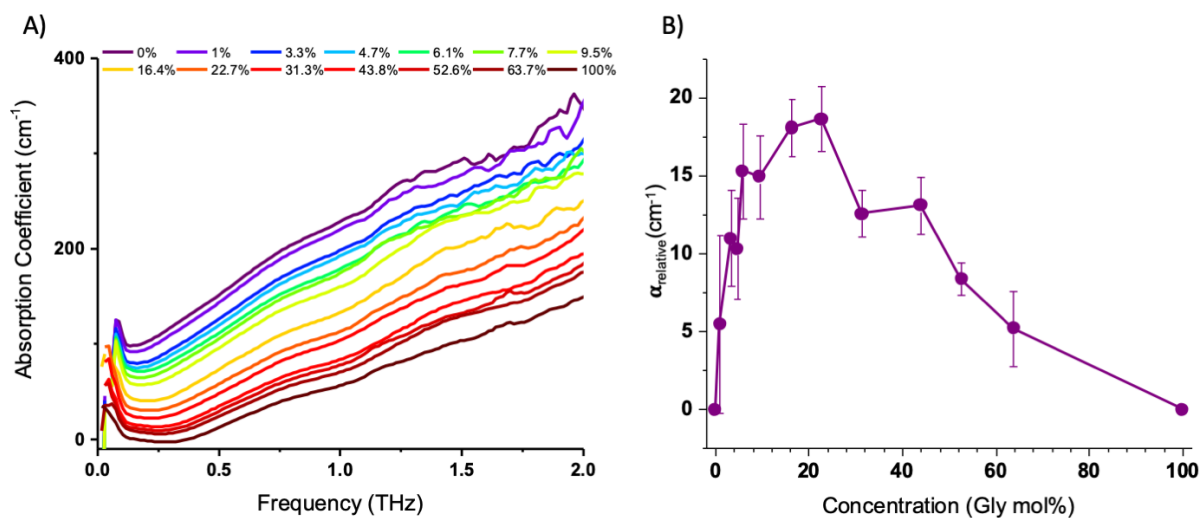 A)
0% 1% 3.3% 4.7% 6.1% 7.7% 9.5%
16.4% 22.7% 31.3% 43.8% 52.6% 63.7% 100%
400
200
0
0.0 0.5 1.0 1.5 2.0
Absorption Coefficient (cm⁻¹)
Frequency (THz)
B)
20
15
10
5
0
0 20 40 60 80 100
αrelative(cm⁻¹)
Concentration (Gly mol%)